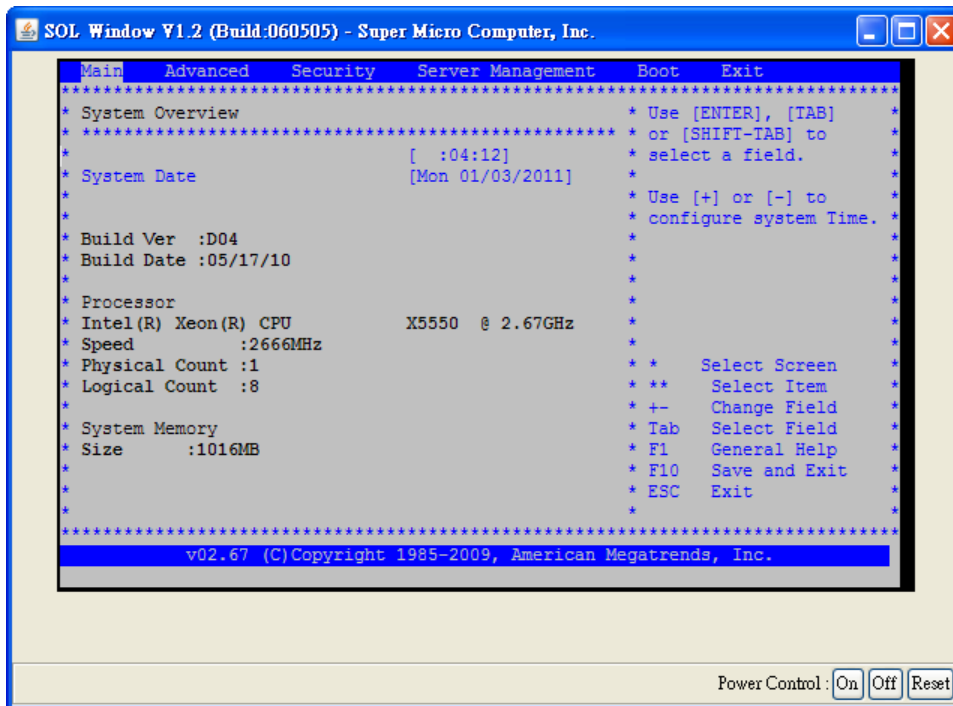 SOL Window V1.2 (Build:060505) - Super Micro Computer, Inc.
Main Advanced Security Server Management Boot Exit
********************************************************************************
* System Overview * Use [ENTER], [TAB] *
* *************************************************** * or [SHIFT-TAB] to *
* [ :04:12] * select a field. *
* System Date [Mon 01/03/2011] * *
* * Use [+] or [-] to *
* * configure system Time. *
* Build Ver :D04 * *
* Build Date :05/17/10 * *
* * *
* Processor * *
* Intel(R) Xeon(R) CPU X5550 @ 2.67GHz * *
* Speed :2666MHz * *
* Physical Count :1 * * Select Screen *
* Logical Count :8 * ** Select Item *
* * +- Change Field *
* System Memory * Tab Select Field *
* Size :1016MB * F1 General Help *
* * F10 Save and Exit *
* * ESC Exit *
* * *
********************************************************************************
v02.67 (C)Copyright 1985-2009, American Megatrends, Inc.
Power Control : On Off Reset